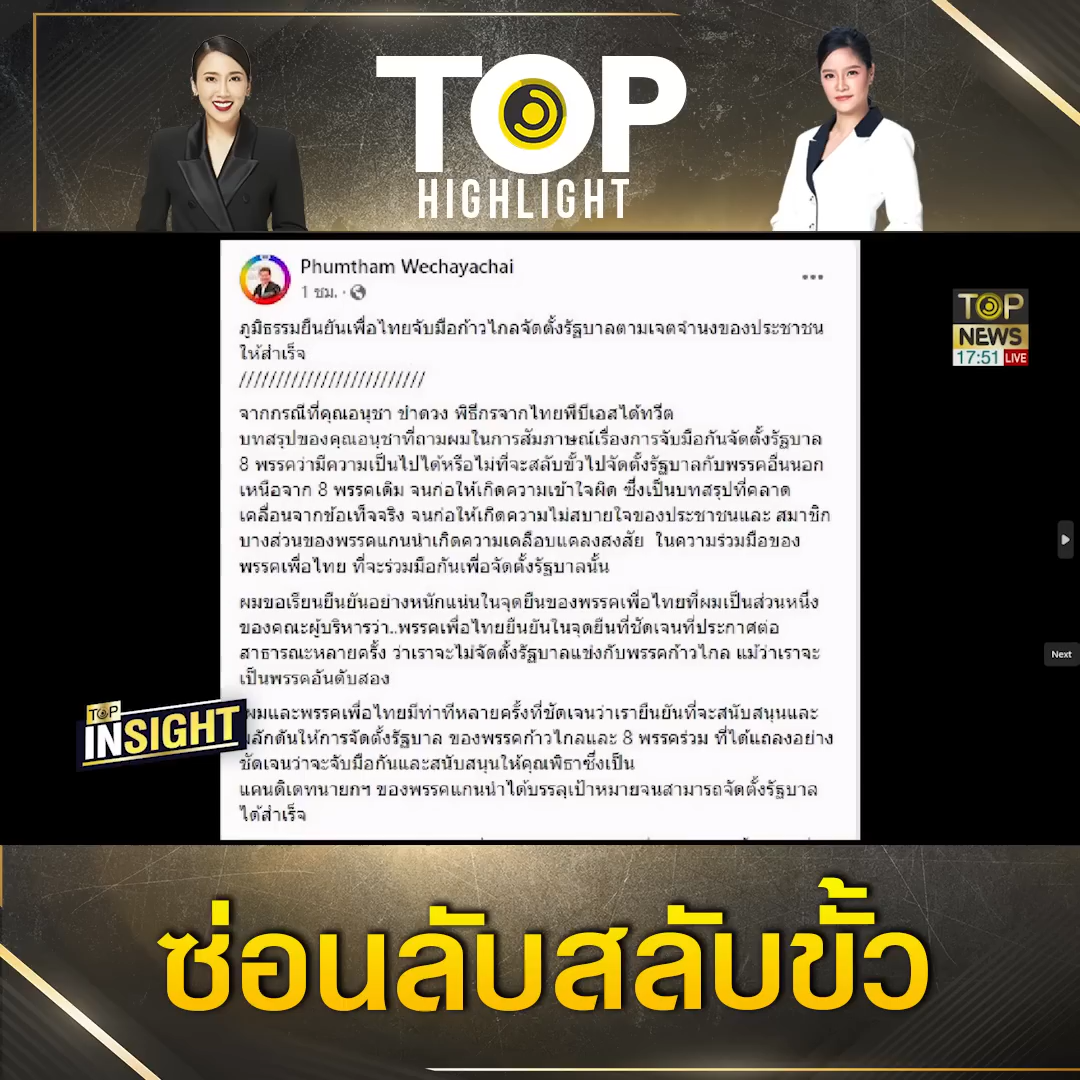 TOP
HIGHLIGHT
Phumtham Wechayachai
1 ชม.
TOP
NEWS
17:51 LIVE
ภูมิธรรมยืนยันเพื่อไทยจับมือก้าวไกลจัดตั้งรัฐบาลตามเจตจำนงของประชาชน
ให้สำเร็จ
//////////////////////////
จากกรณีที่คุณอนุชา ขำดวง พิธีกรจากไทยพีบีเอสได้ทวีต
บทสรุปของคุณอนุชาที่ถามผมในการสัมภาษณ์เรื่องการจับมือกันจัดตั้งรัฐบาล
8 พรรคว่ามีความเป็นไปได้หรือไม่ที่จะสลับขั้วไปจัดตั้งรัฐบาลกับพรรคอื่นนอก
เหนือจาก 8 พรรคเดิม จนก่อให้เกิดความเข้าใจผิด ซึ่งเป็นบทสรุปที่คลาด
เคลื่อนจากข้อเท็จจริง จนก่อให้เกิดความไม่สบายใจของประชาชนและ สมาชิก
บางส่วนของพรรคแกนนำเกิดความเคลือบแคลงสงสัย ในความร่วมมือของ
พรรคเพื่อไทย ที่จะร่วมมือกันเพื่อจัดตั้งรัฐบาลนั้น
ผมขอเรียนยืนยันอย่างหนักแน่นในจุดยืนของพรรคเพื่อไทยที่ผมเป็นส่วนหนึ่ง
ของคณะผู้บริหารว่า..พรรคเพื่อไทยยืนยันในจุดยืนที่ชัดเจนที่ประกาศต่อ
สาธารณะหลายครั้ง ว่าเราจะไม่จัดตั้งรัฐบาลแข่งกับพรรคก้าวไกล แม้ว่าเราจะ
เป็นพรรคอันดับสอง
ผมและพรรคเพื่อไทยมีท่าทีหลายครั้งที่ชัดเจนว่าเรายืนยันที่จะสนับสนุนและ
ผลักดันให้การจัดตั้งรัฐบาล ของพรรคก้าวไกลและ 8 พรรคร่วม ที่ได้แถลงอย่าง
ชัดเจนว่าจะจับมือกันและสนับสนุนให้คุณพิธาซึ่งเป็น
แคนดิเดทนายกฯ ของพรรคแกนนำได้บรรลุเป้าหมายจนสามารถจัดตั้งรัฐบาล
ได้สำเร็จ
Next
TOP
INSIGHT
ซ่อนลับสลับขั้ว